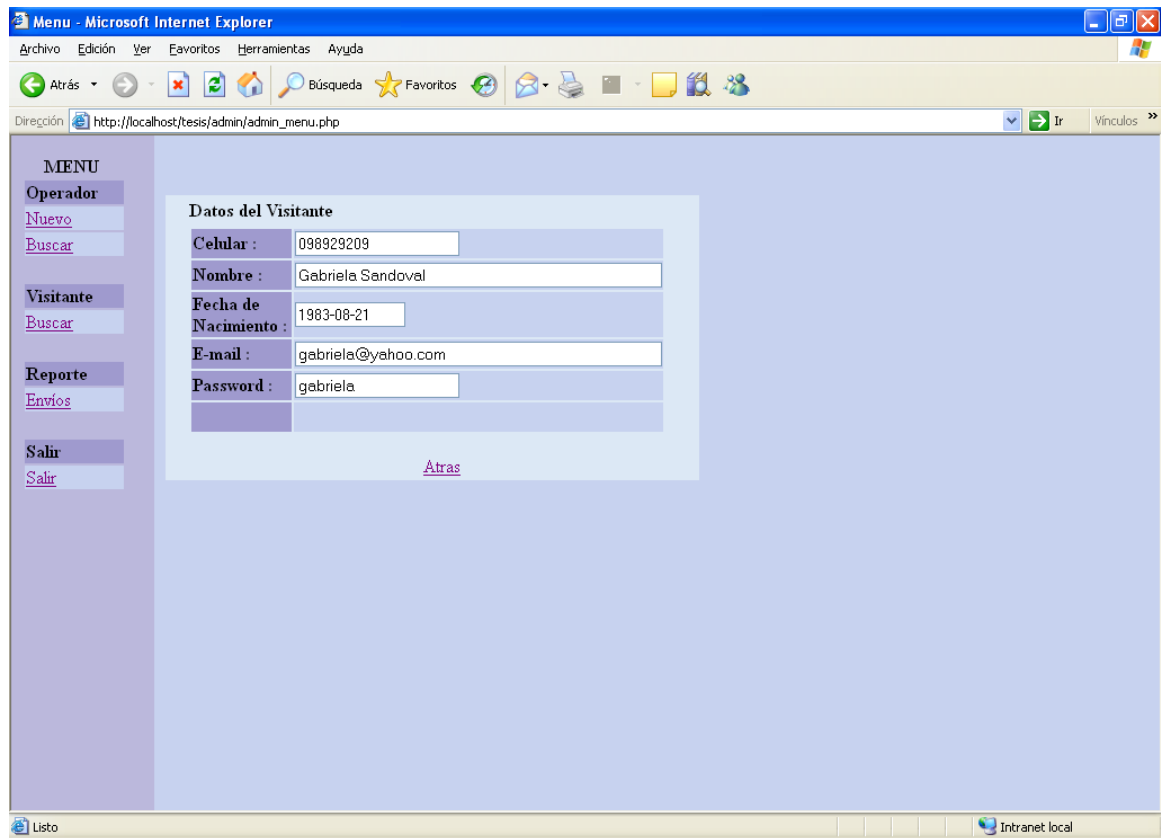 Menu - Microsoft Internet Explorer
Archivo Edición Ver Favoritos Herramientas Ayuda
Atrás Búsqueda Favoritos
Dirección http://localhost/tesis/admin/admin_menu.php Ir Vínculos »
MENU
Operador
Nuevo
Buscar
Visitante
Buscar
Reporte
Envíos
Salir
Salir
Datos del Visitante
Celular : 098929209
Nombre : Gabriela Sandoval
Fecha de
Nacimiento : 1983-08-21
E-mail : gabriela@yahoo.com
Password : gabriela
Atras
Listo Intranet local